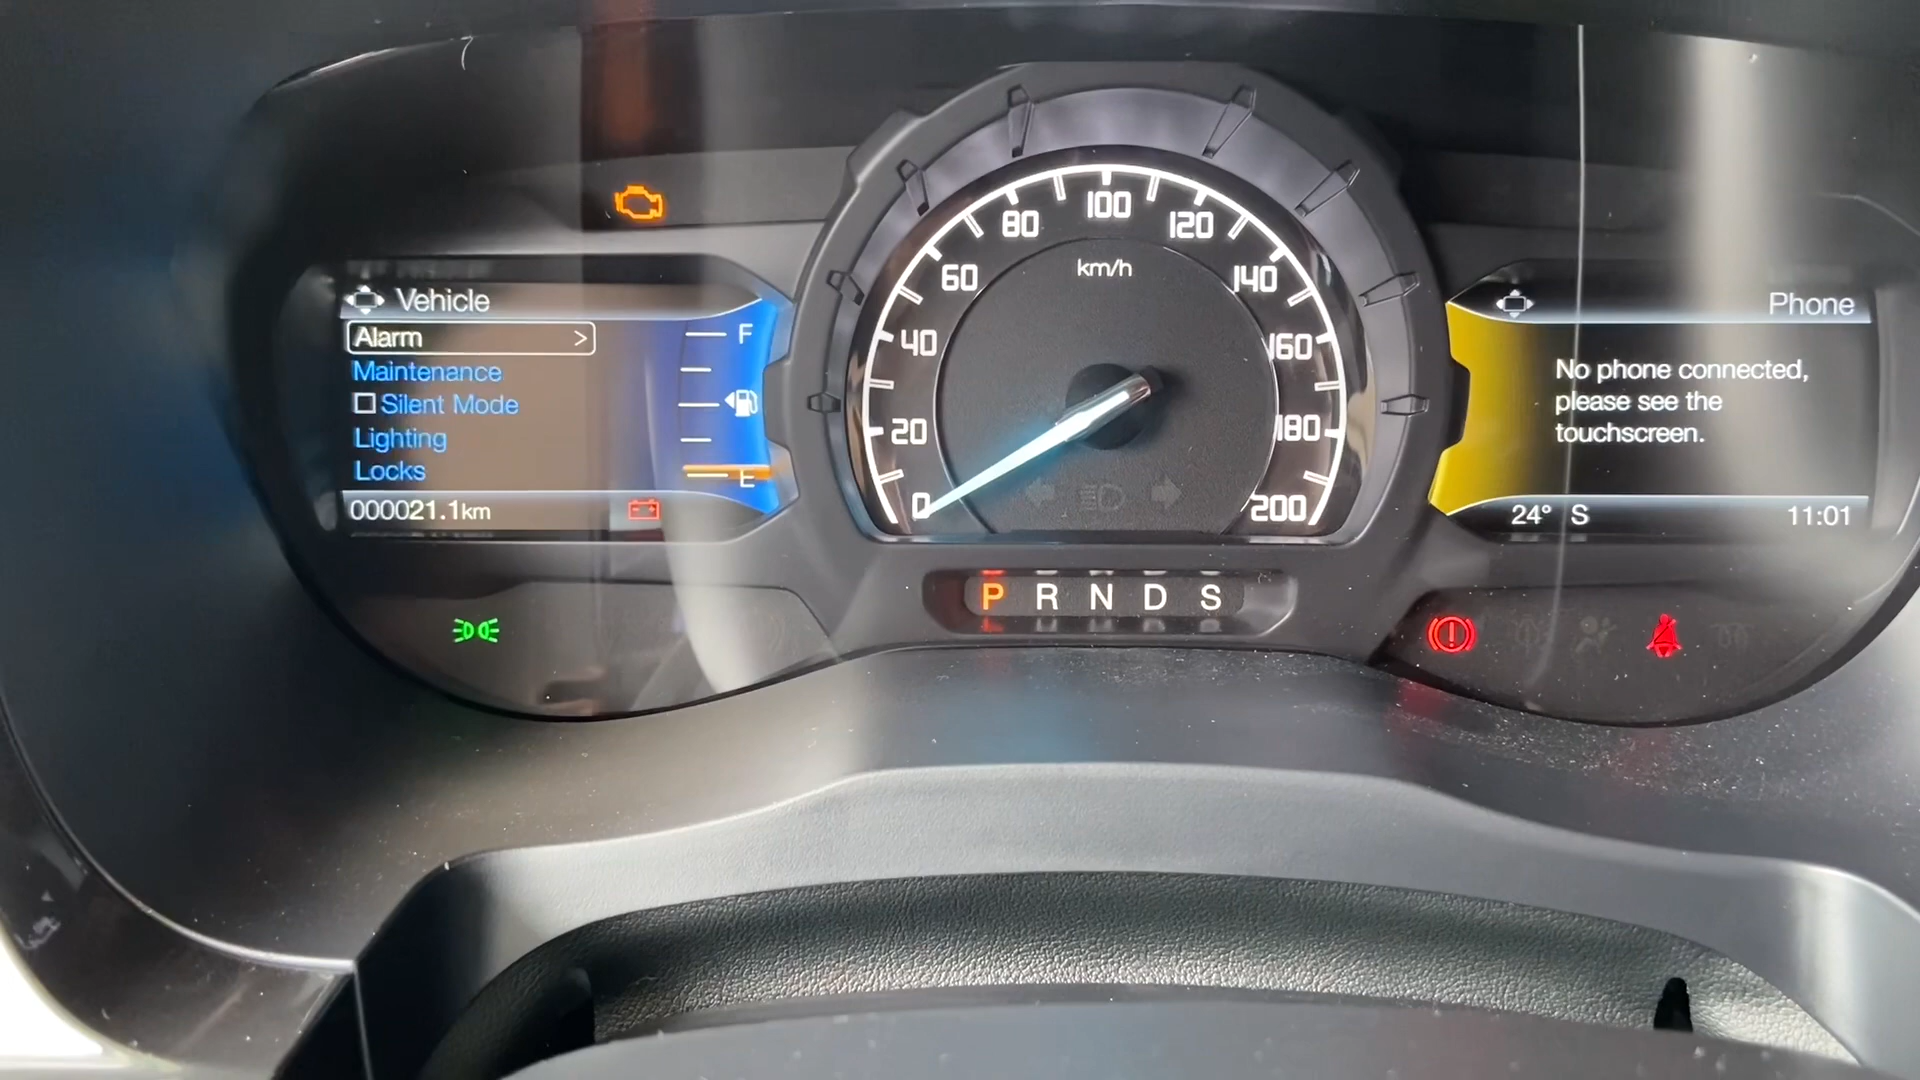 Vehicle
Alarm >
Maintenance
Silent Mode
Lighting
Locks
000021.1km
F
E
0
20
40
60
80
100
120
140
160
180
200
km/h
P R N D S
Phone
No phone connected,
please see the
touchscreen.
24° S
11:01